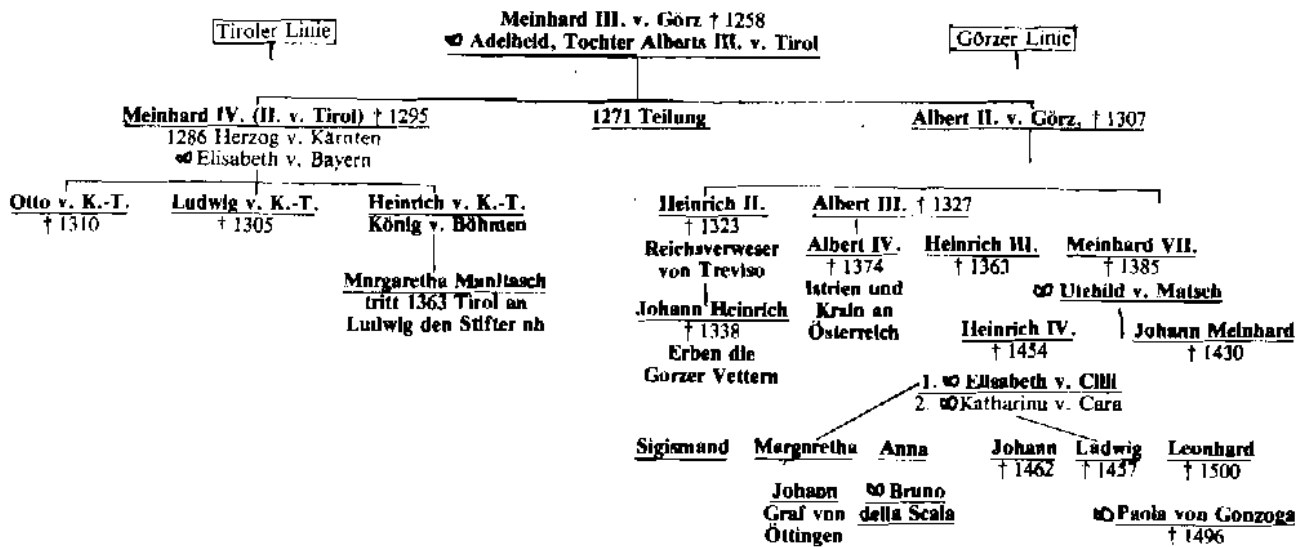 Tiroler Linie
Meinhard III. v. Görz † 1258
⚭ Adelheid, Tochter Alberts III. v. Tirol
Görzer Linie
Meinhard IV. (II. v. Tirol) † 1295
1286 Herzog v. Kärnten
⚭ Elisabeth v. Bayern
1271 Teilung
Albert II. v. Görz, † 1307
Otto v. K.-T.
† 1310
Ludwig v. K.-T.
† 1305
Heinrich v. K.-T.
König v. Böhmen
Margaretha Maultasch
tritt 1363 Tirol an
Ludwig den Stifter ab
Heinrich II.
† 1323
Reichsverweser
von Treviso
Johann Heinrich
† 1338
Erben die
Görzer Vettern
Albert III. † 1327
Albert IV.
† 1374
Istrien und
Krain an
Österreich
Heinrich III.
† 1363
Meinhard VII.
† 1385
⚭ Utehild v. Matsch
Heinrich IV.
† 1454
Johann Meinhard
† 1430
1. ⚭ Elisabeth v. Cilli
2. ⚭ Katharina v. Gara
Sigismand
Margaretha
Anna
Johann
† 1462
Ludwig
† 1457
Leonhard
† 1500
Johann
Graf von
Öttingen
⚭ Bruno
della Scala
⚭ Paola von Gonzoga
† 1496